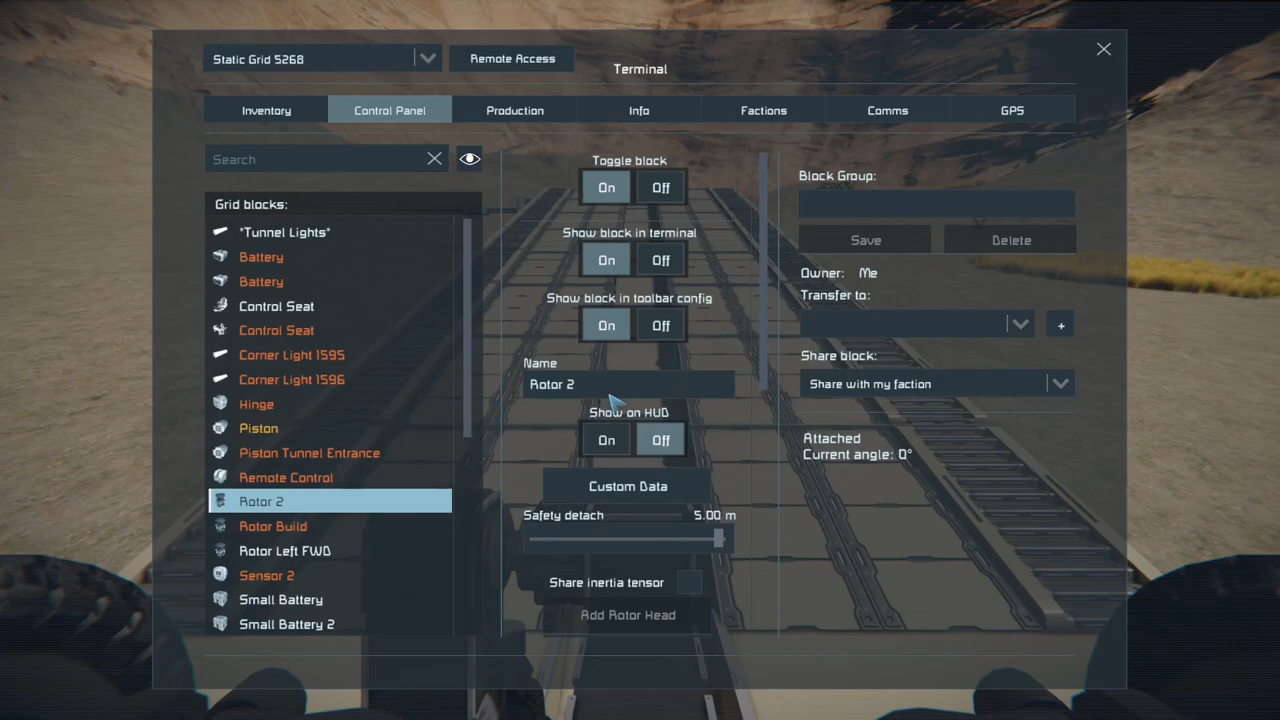 Static Grid 5268
Remote Access
Terminal
Inventory
Control Panel
Production
Info
Factions
Comms
GPS
Search
Grid blocks:
*Tunnel Lights*
Battery
Battery
Control Seat
Control Seat
Corner Light 1595
Corner Light 1596
Hinge
Piston
Piston Tunnel Entrance
Remote Control
Rotor 2
Rotor Build
Rotor Left FWD
Sensor 2
Small Battery
Small Battery 2
Toggle block
On Off
Show block in terminal
On Off
Show block in toolbar config
On Off
Name
Rotor 2
Show on HUD
On Off
Custom Data
Safety detach 5.00 m
Share inertia tensor
Add Rotor Head
Block Group:
Save
Delete
Owner: Me
Transfer to:
+
Share block:
Share with my faction
Attached
Current angle: 0°